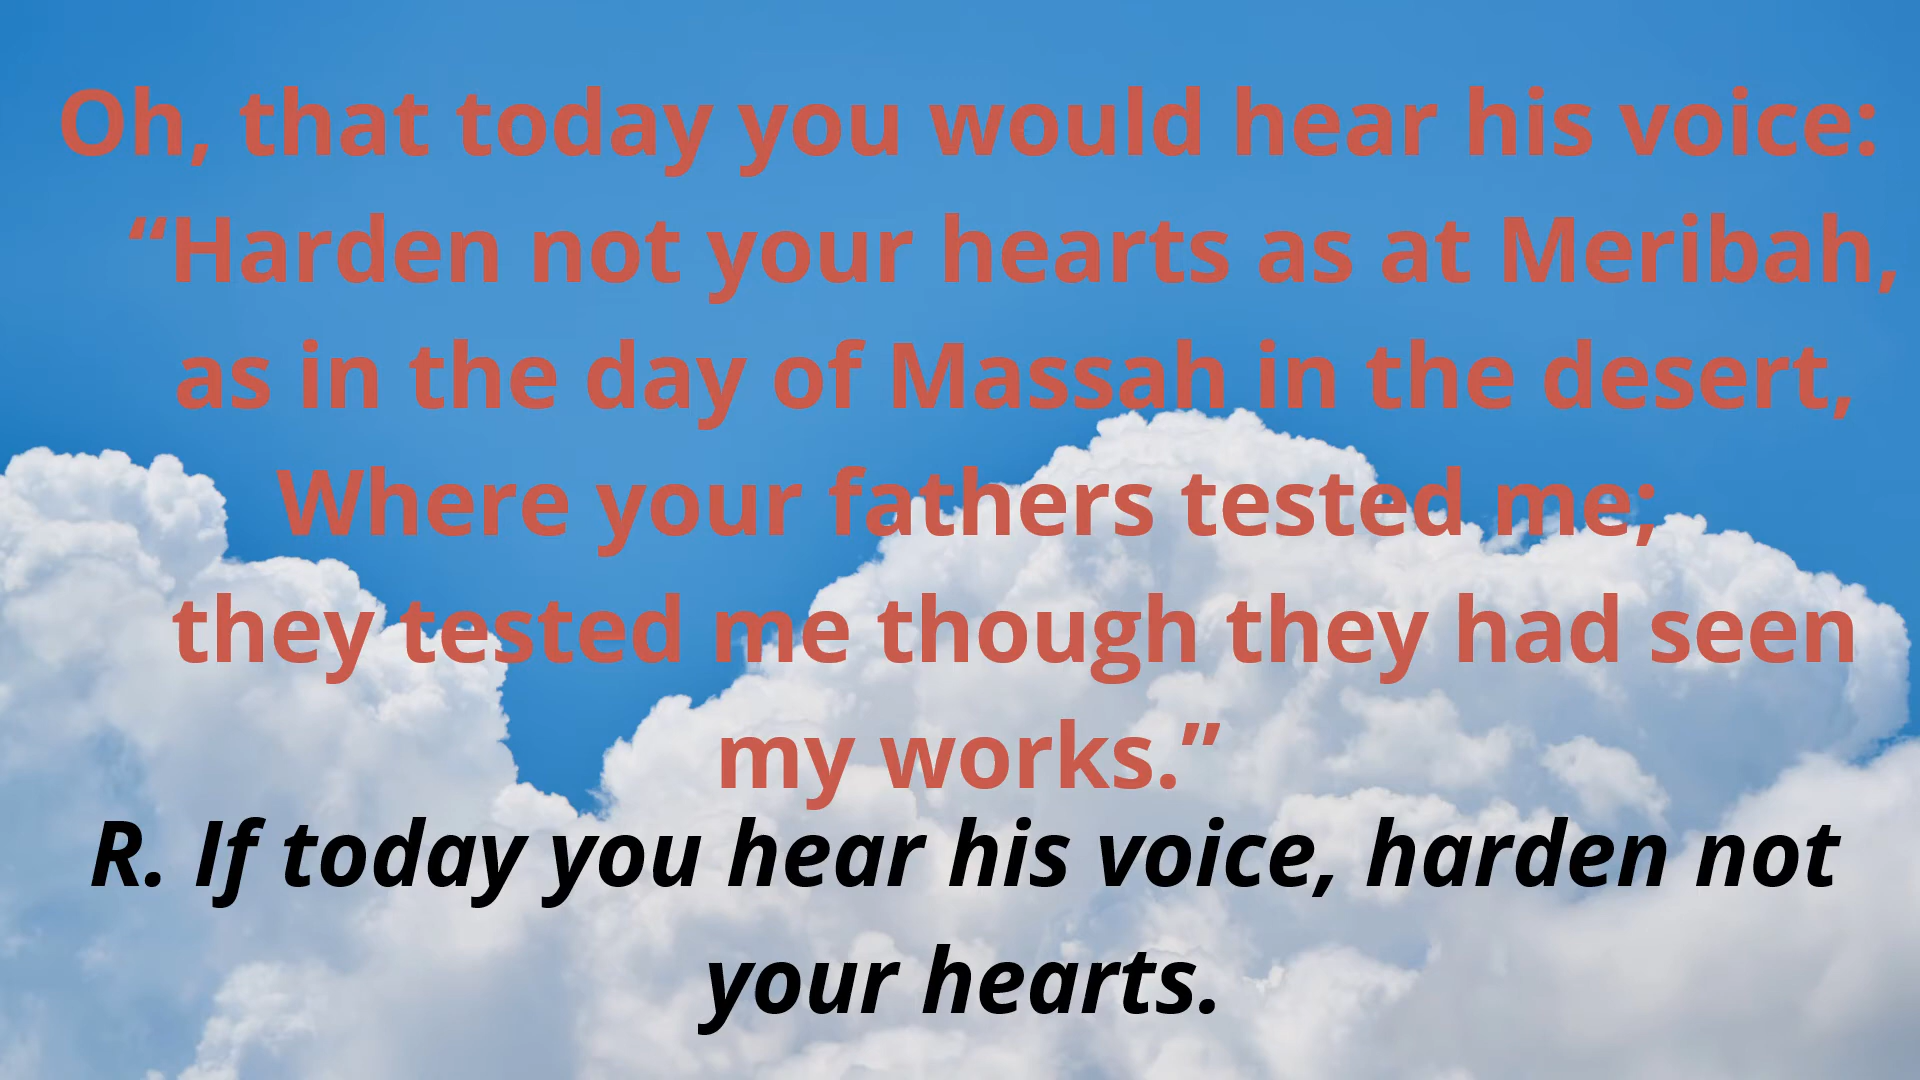 Oh, that today you would hear his voice:
“Harden not your hearts as at Meribah,
as in the day of Massah in the desert,
Where your fathers tested me;
they tested me though they had seen
my works.”
R. If today you hear his voice, harden not
your hearts.